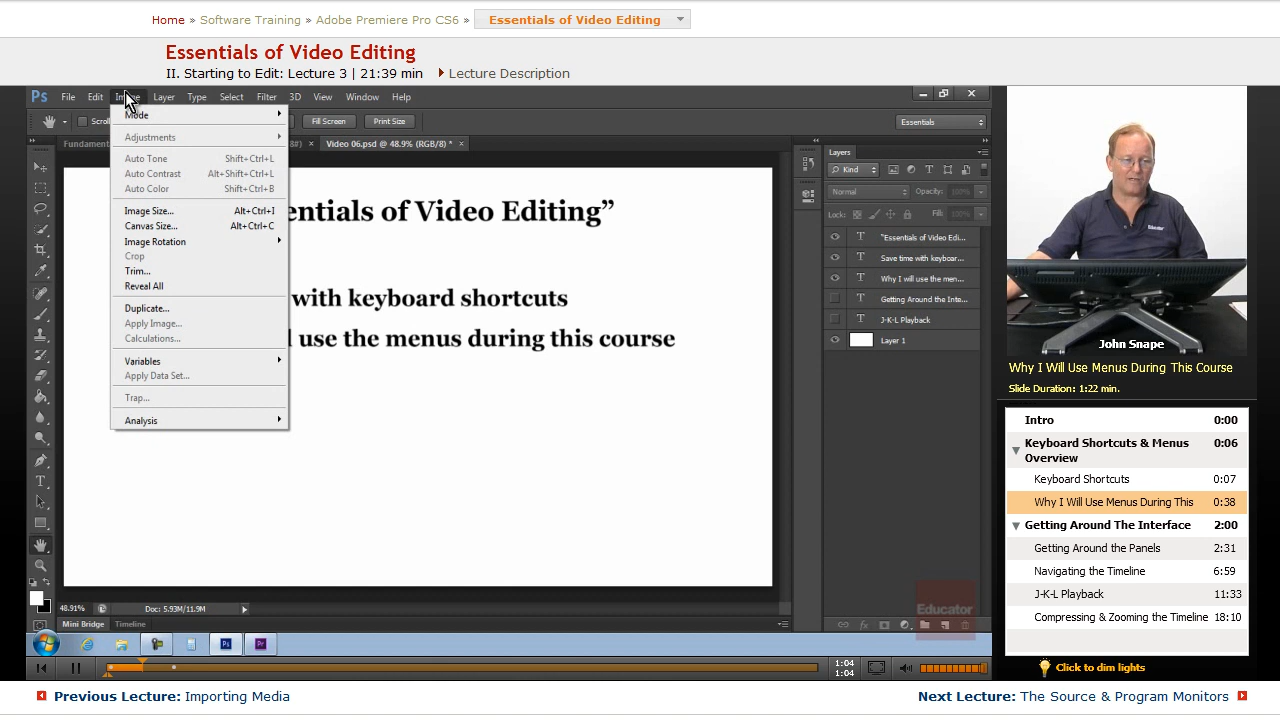 Home » Software Training » Adobe Premiere Pro CS6 » Essentials of Video Editing
Essentials of Video Editing
II. Starting to Edit: Lecture 3 | 21:39 min Lecture Description
Ps File Edit Image Layer Type Select Filter 3D View Window Help
Scroll Fill Screen Print Size Essentials
Fundament 8#) × Video 06.psd @ 48.9% (RGB/8) * ×
Mode
Adjustments
Auto Tone Shift+Ctrl+L
Auto Contrast Alt+Shift+Ctrl+L
Auto Color Shift+Ctrl+B
Image Size... Alt+Ctrl+I
Canvas Size... Alt+Ctrl+C
Image Rotation
Crop
Trim...
Reveal All
Duplicate...
Apply Image...
Calculations...
Variables
Apply Data Set...
Trap...
Analysis
entials of Video Editing”
with keyboard shortcuts
l use the menus during this course
Layers
Kind
Normal Opacity: 100%
Lock: Fill: 100%
T "Essentials of Video Edi...
T Save time with keyboar...
T Why I will use the men...
T Getting Around the Inte...
T J-K-L Playback
Layer 1
48.91% Doc: 5.93M/11.9M
Mini Bridge Timeline
Educator
Ps Pr
1:04
1:04
Educator
John Snape
Why I Will Use Menus During This Course
Slide Duration: 1:22 min.
Intro 0:00
Keyboard Shortcuts & Menus 0:06
Overview
Keyboard Shortcuts 0:07
Why I Will Use Menus During This 0:38
Getting Around The Interface 2:00
Getting Around the Panels 2:31
Navigating the Timeline 6:59
J-K-L Playback 11:33
Compressing & Zooming the Timeline 18:10
Click to dim lights
Previous Lecture: Importing Media
Next Lecture: The Source & Program Monitors